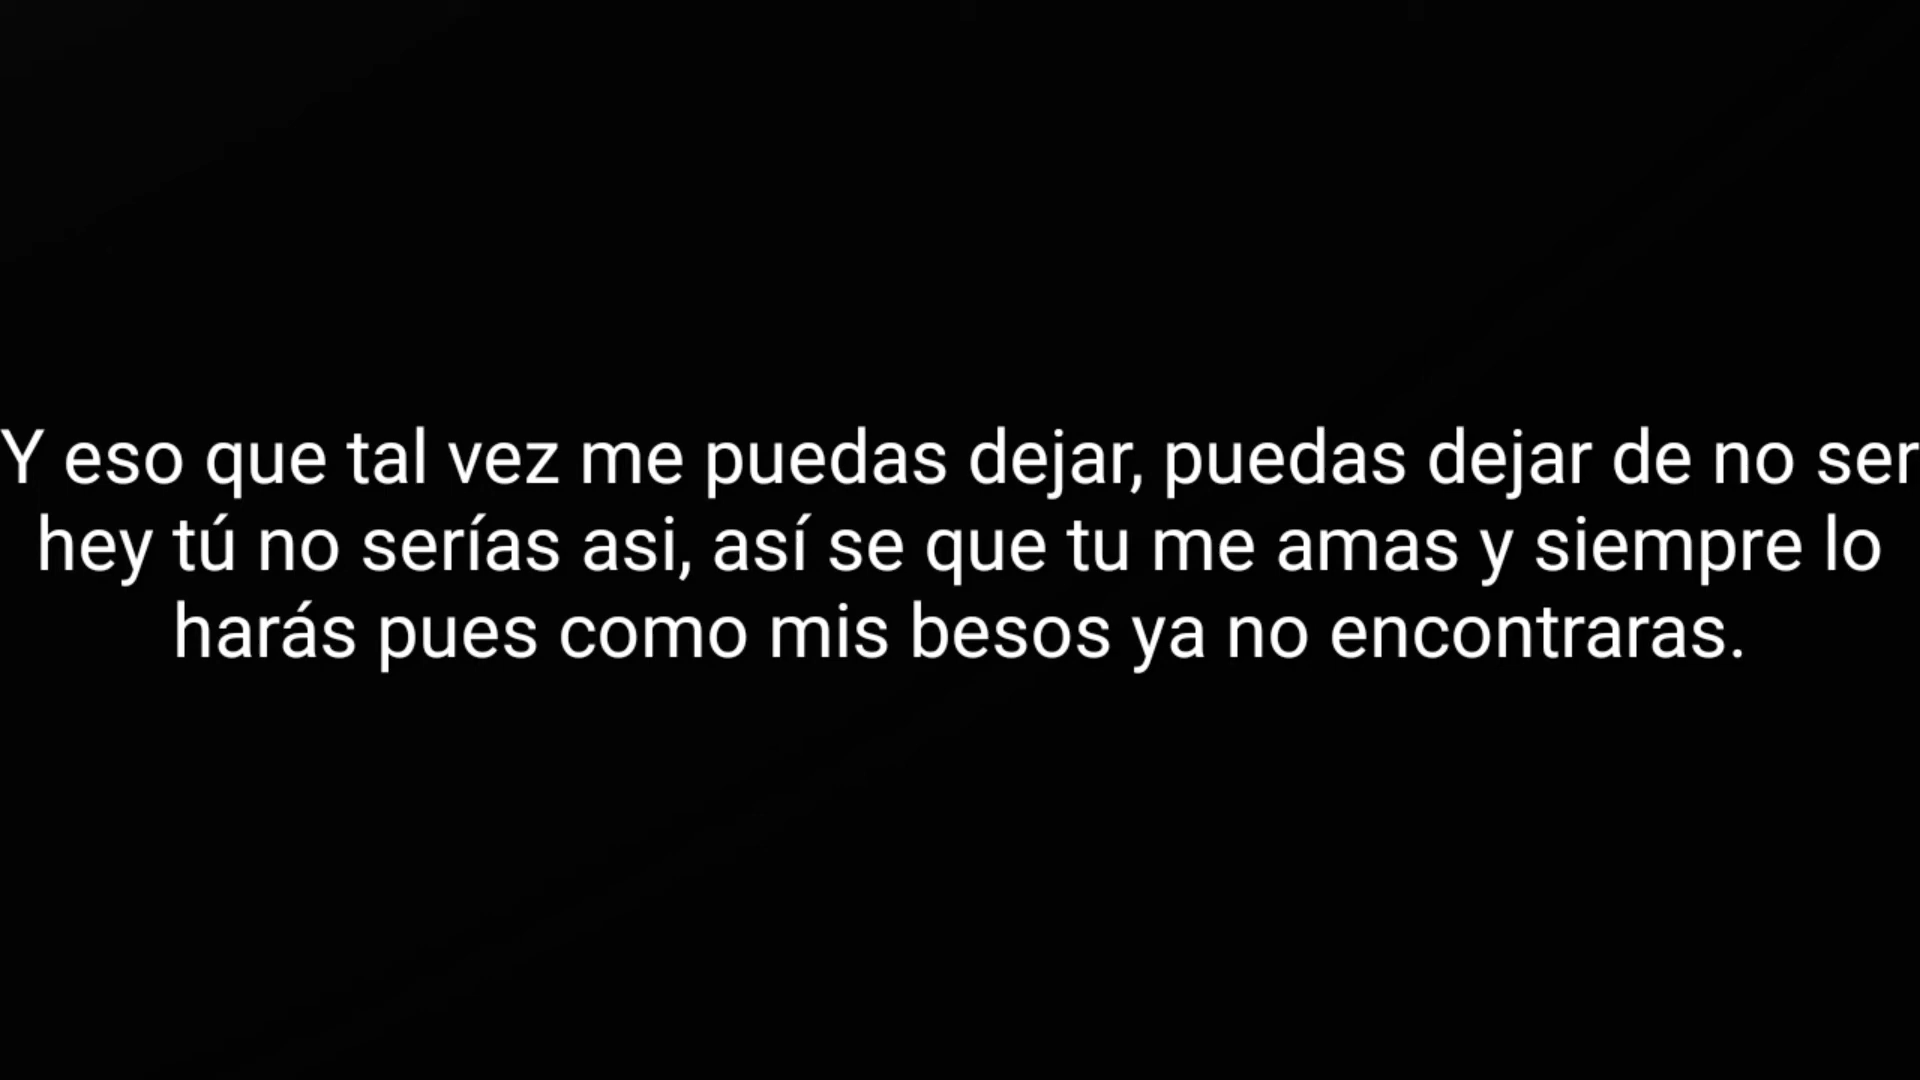 Y eso que tal vez me puedas dejar, puedas dejar de no ser
hey tú no serías asi, así se que tu me amas y siempre lo
harás pues como mis besos ya no encontraras.